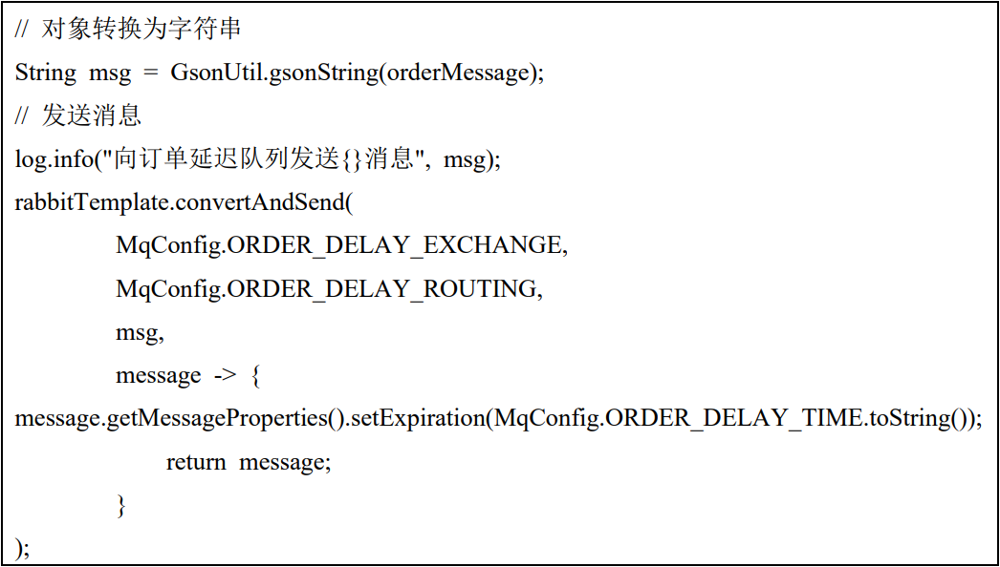 // 对象转换为字符串
String msg = GsonUtil.gsonString(orderMessage);
// 发送消息
log.info("向订单延迟队列发送{}消息", msg);
rabbitTemplate.convertAndSend(
MqConfig.ORDER_DELAY_EXCHANGE,
MqConfig.ORDER_DELAY_ROUTING,
msg,
message -> {
message.getMessageProperties().setExpiration(MqConfig.ORDER_DELAY_TIME.toString());
return message;
}
);